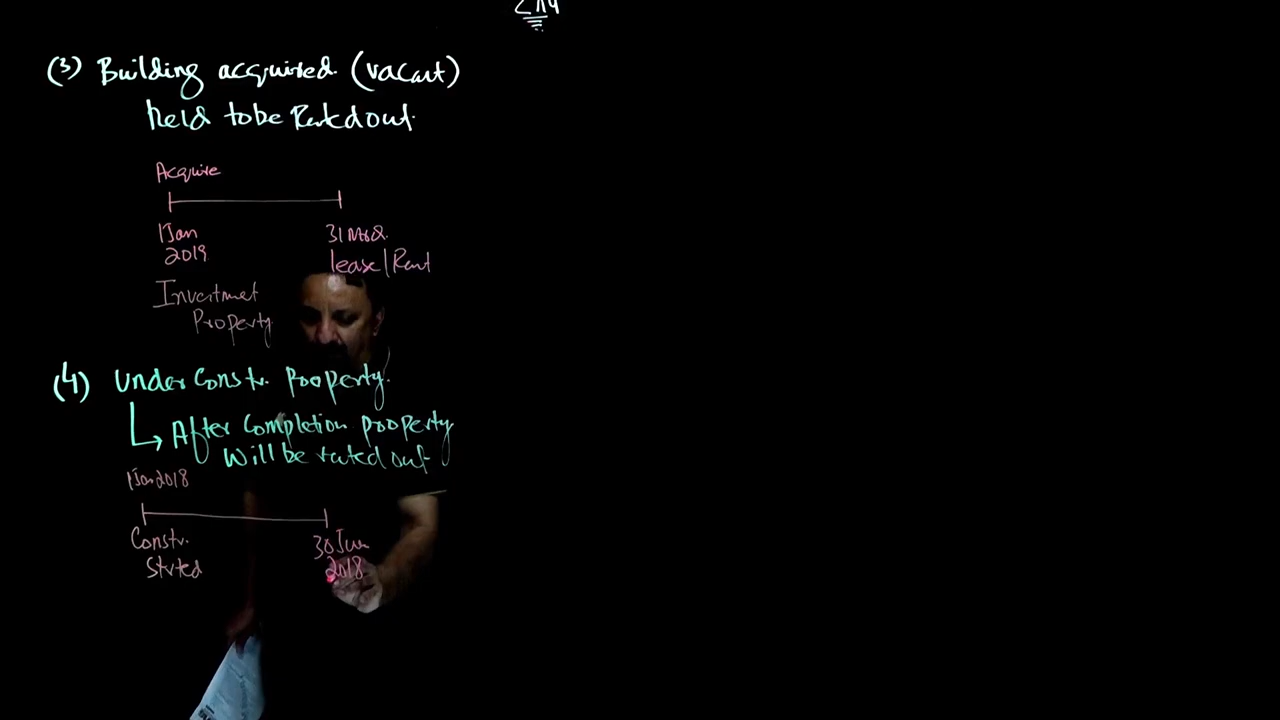 (3) Building acquired. (vacant)
held to be Rented out.
Acquire
1 Jan
2019
31 Mar
lease/Rent
Investment
Property
(4) Under Constr. Property.
After Completion property
Will be rented out
1 Jan 2018
Constr.
Strted
30 Jun
2018